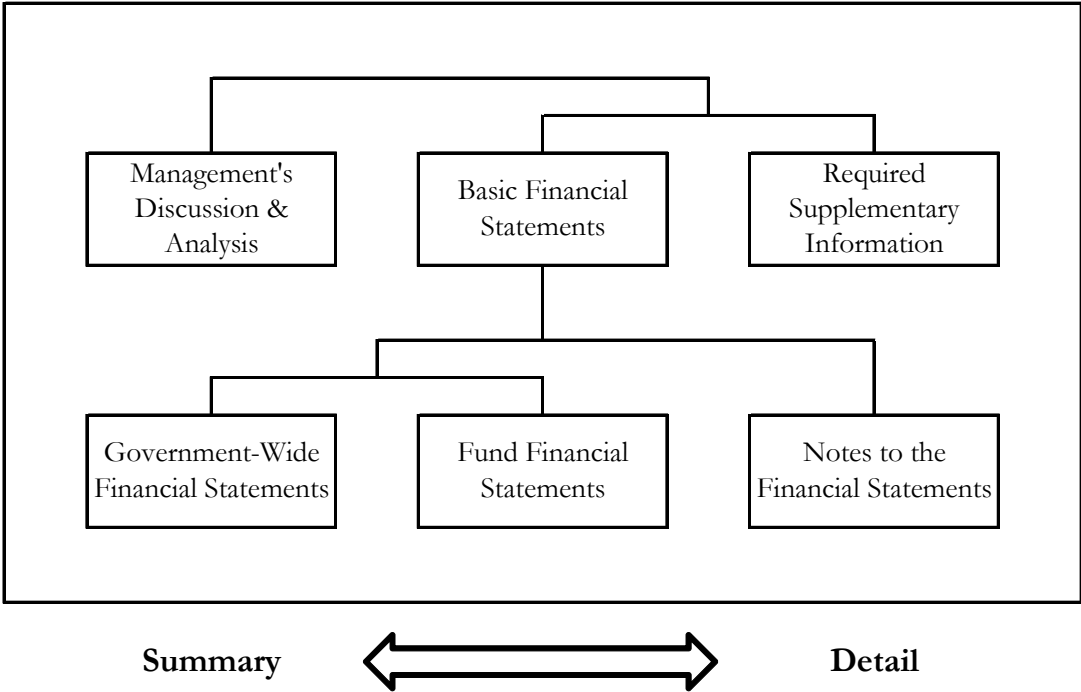 Management's
Discussion &
Analysis
Basic Financial
Statements
Required
Supplementary
Information
Government-Wide
Financial Statements
Fund Financial
Statements
Notes to the
Financial Statements
Summary
Detail